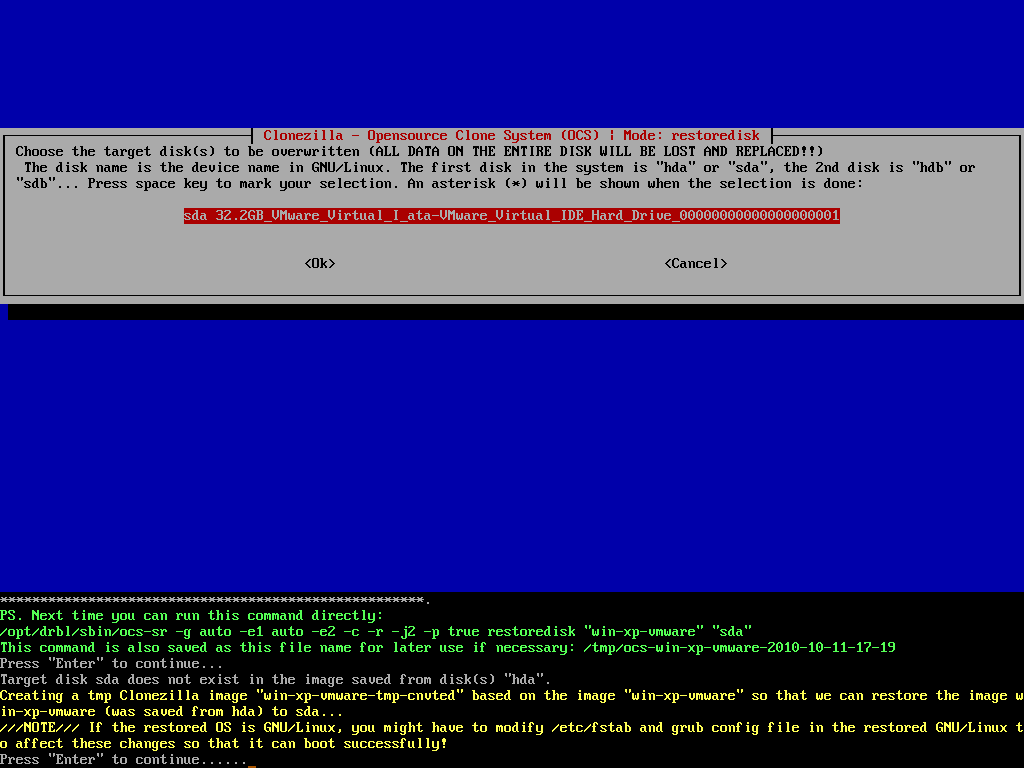 Clonezilla - Opensource Clone System (OCS) | Mode: restoredisk
Choose the target disk(s) to be overwritten (ALL DATA ON THE ENTIRE DISK WILL BE LOST AND REPLACED!!)
The disk name is the device name in GNU/Linux. The first disk in the system is "hda" or "sda", the 2nd disk is "hdb" or
"sdb"... Press space key to mark your selection. An asterisk (*) will be shown when the selection is done:
sda 32.2GB_VMware_Virtual_I_ata-VMware_Virtual_IDE_Hard_Drive_00000000000000000001
<Ok> <Cancel>
*****************************************************.
PS. Next time you can run this command directly:
/opt/drbl/sbin/ocs-sr -g auto -e1 auto -e2 -c -r -j2 -p true restoredisk "win-xp-vmware" "sda"
This command is also saved as this file name for later use if necessary: /tmp/ocs-win-xp-vmware-2010-10-11-17-19
Press "Enter" to continue...
Target disk sda does not exist in the image saved from disk(s) "hda".
Creating a tmp Clonezilla image "win-xp-vmware-tmp-cnvted" based on the image "win-xp-vmware" so that we can restore the image w
in-xp-vmware (was saved from hda) to sda...
///NOTE/// If the restored OS is GNU/Linux, you might have to modify /etc/fstab and grub config file in the restored GNU/Linux t
o affect these changes so that it can boot successfully!
Press "Enter" to continue......